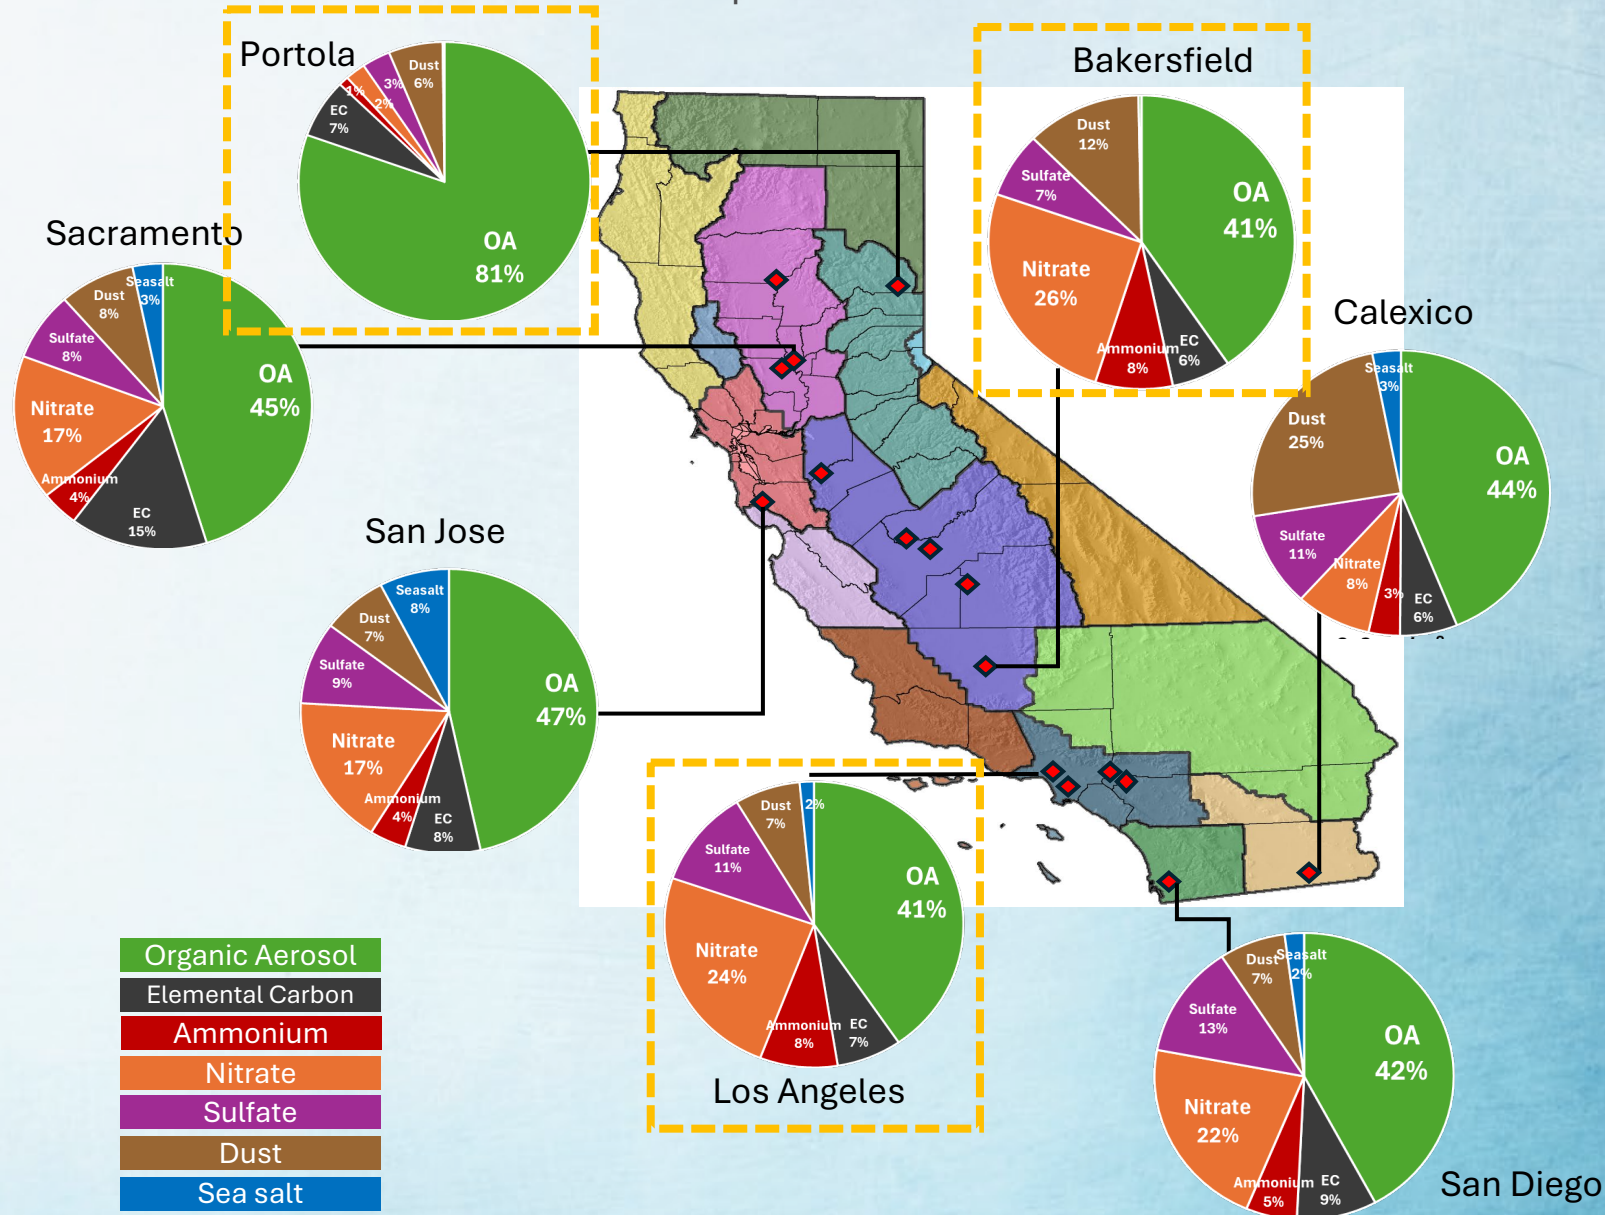 Portola
Dust
6%
3%
2%
1%
EC
7%
OA
81%
Bakersfield
Dust
12%
Sulfate
7%
Nitrate
26%
Ammonium
8%
EC
6%
OA
41%
Sacramento
Seasalt
3%
Dust
8%
Sulfate
8%
Nitrate
17%
Ammonium
4%
EC
15%
OA
45%
Calexico
Seasalt
3%
Dust
25%
Sulfate
11%
Nitrate
8%
3%
EC
6%
OA
44%
San Jose
Seasalt
8%
Dust
7%
Sulfate
9%
Nitrate
17%
Ammonium
4%
EC
8%
OA
47%
2%
Dust
7%
Sulfate
11%
Nitrate
24%
Ammonium
8%
EC
7%
OA
41%
Los Angeles
Seasalt
2%
Dust
7%
Sulfate
13%
Nitrate
22%
Ammonium
5%
EC
9%
OA
42%
San Diego
Organic Aerosol
Elemental Carbon
Ammonium
Nitrate
Sulfate
Dust
Sea salt